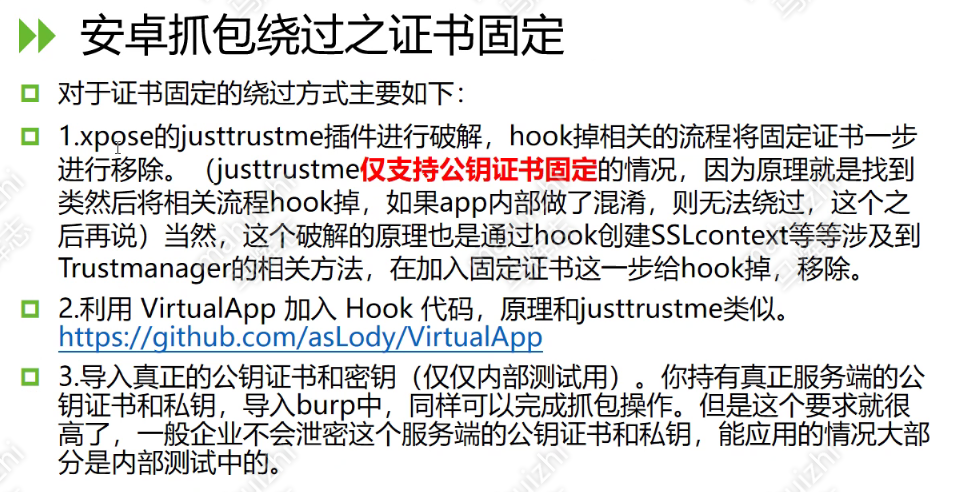 安卓抓包绕过之证书固定
对于证书固定的绕过方式主要如下：
1.xpose的justtrustme插件进行破解，hook掉相关的流程将固定证书一步
进行移除。（justtrustme仅支持公钥证书固定的情况，因为原理就是找到
类然后将相关流程hook掉，如果app内部做了混淆，则无法绕过，这个之
后再说）当然，这个破解的原理也是通过hook创建SSLcontext等等涉及到
Trustmanager的相关方法，在加入固定证书这一步给hook掉，移除。
2.利用 VirtualApp 加入 Hook 代码，原理和justtrustme类似。
https://github.com/asLody/VirtualApp
3.导入真正的公钥证书和密钥（仅仅内部测试用）。你持有真正服务端的公
钥证书和私钥，导入burp中，同样可以完成抓包操作。但是这个要求就很
高了，一般企业不会泄密这个服务端的公钥证书和私钥，能应用的情况大部
分是内部测试中的。